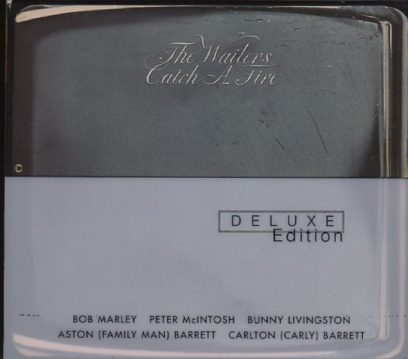 The Wailers
Catch A Fire
DELUXE
Edition
BOB MARLEY PETER McINTOSH BUNNY LIVINGSTON
ASTON (FAMILY MAN) BARRETT CARLTON (CARLY) BARRETT